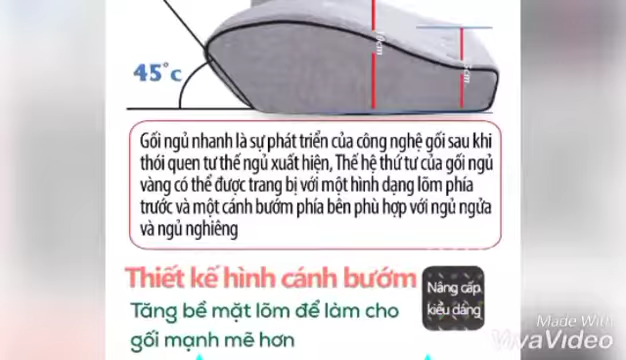 10cm
45°c
Gối ngủ nhanh là sự phát triển của công nghệ gối sau khi
thói quen tư thế ngủ xuất hiện, Thế hệ thứ tư của gối ngủ
vàng có thể được trang bị với một hình dạng lõm phía
trước và một cánh bướm phía bên phù hợp với ngủ ngửa
và ngủ nghiêng
Thiết kế hình cánh bướm
Nâng cấp
kiểu dáng
Tăng bề mặt lõm để làm cho
gối mạnh mẽ hơn
Made With
VivaVideo